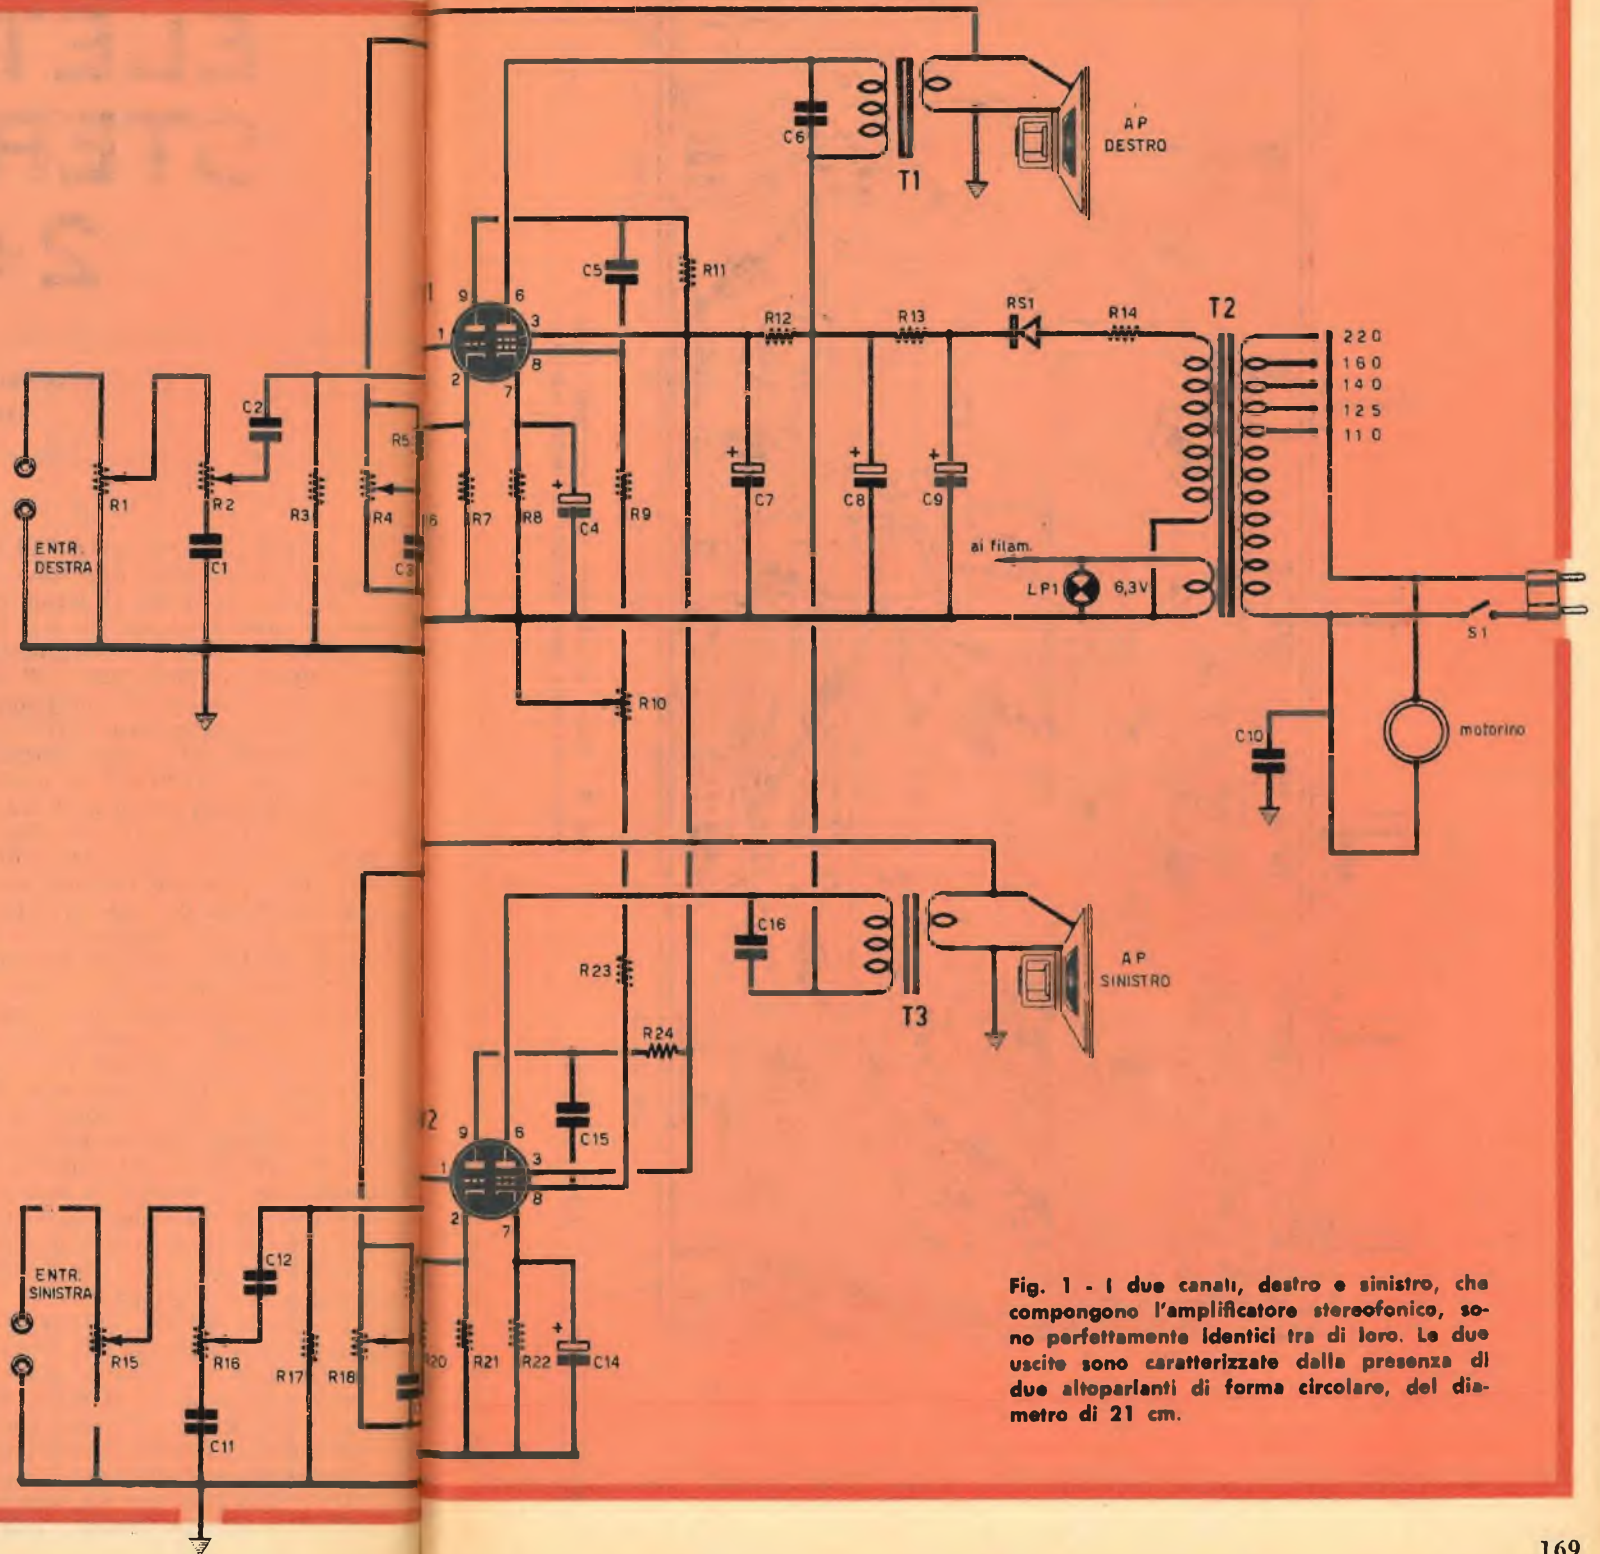 AP
DESTRO
C6
T1
C5
R11
9
6
1
3
8
2
7
R12
R13
RS1
R14
T2
220
160
140
125
110
C2
R5
R1
R2
R3
R4
6
R7
R8
C4
R9
C7
C8
C9
ENTR.
DESTRA
C1
C3
ai filam.
LP1
6,3V
S1
R10
C10
motorino
C16
R23
T3
AP
SINISTRO
R24
V2
9
6
C15
1
3
8
2
7
C12
ENTR.
SINISTRA
R15
R16
R17
R18
R20
R21
R22
C14
C11
Fig. 1 - I due canali, destro e sinistro, che
compongono l'amplificatore stereofonico, so-
no perfettamente identici tra di loro. Le due
uscite sono caratterizzate dalla presenza di
due altoparlanti di forma circolare, del dia-
metro di 21 cm.
169